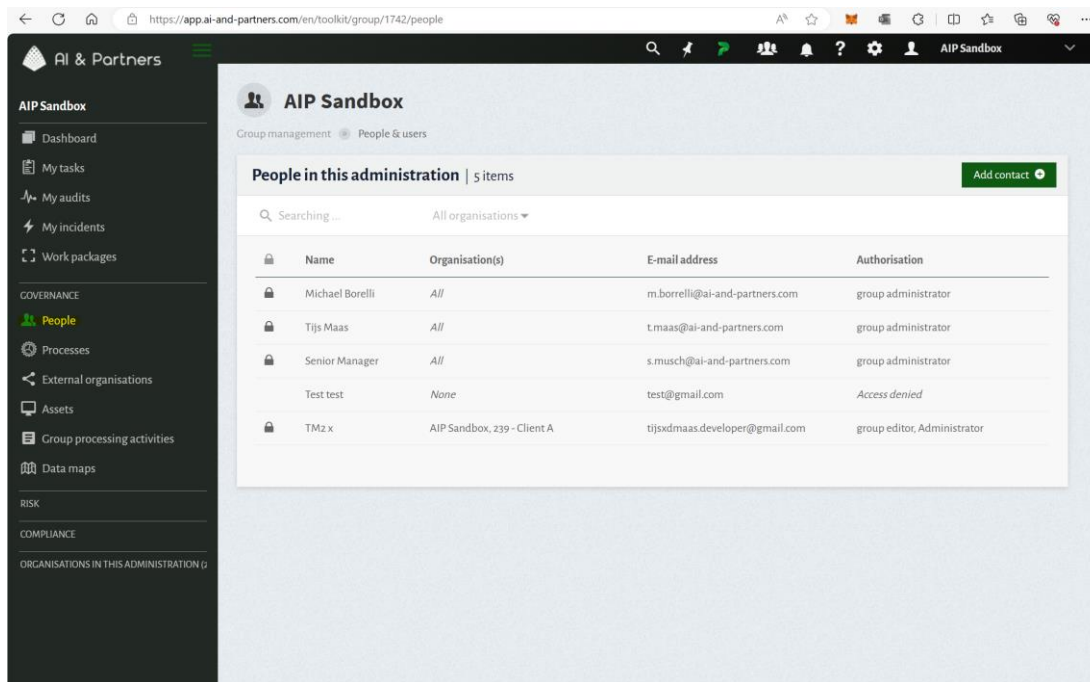 https://app.ai-and-partners.com/en/toolkit/group/1742/people
AI & Partners
AIP Sandbox
AIP Sandbox
Dashboard
My tasks
My audits
My incidents
Work packages
GOVERNANCE
People
Processes
External organisations
Assets
Group processing activities
Data maps
RISK
COMPLIANCE
ORGANISATIONS IN THIS ADMINISTRATION (2
AIP Sandbox
Group management People & users
People in this administration | 5 items
Add contact
Searching ... All organisations
Name Organisation(s) E-mail address Authorisation
Michael Borelli All m.borrelli@ai-and-partners.com group administrator
Tijs Maas All t.maas@ai-and-partners.com group administrator
Senior Manager All s.musch@ai-and-partners.com group administrator
Test test None test@gmail.com Access denied
TM2 x AIP Sandbox, 239 - Client A tijsxdmaas.developer@gmail.com group editor, Administrator